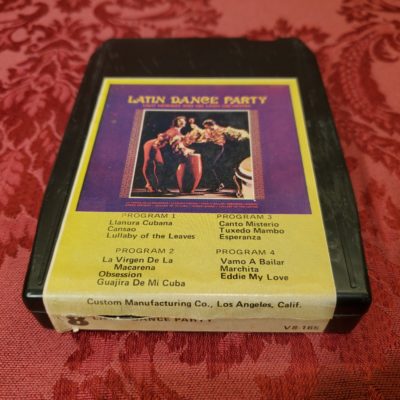 LATIN DANCE PARTY
PROGRAM 1
Llanura Cubana
Cansao
Lullaby of the Leaves
PROGRAM 3
Canto Misterio
Tuxedo Mambo
Esperanza
PROGRAM 2
La Virgen De La
Macarena
Obsession
Guajira De Mi Cuba
PROGRAM 4
Vamo A Bailar
Marchita
Eddie My Love
Custom Manufacturing Co., Los Angeles, Calif.
8 DANCE PARTY
V8-165